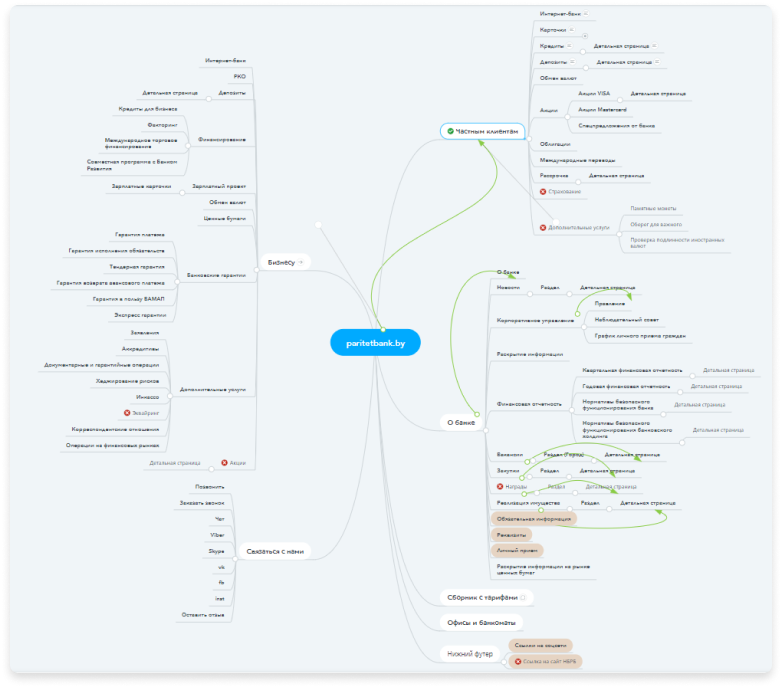 paritetbank.by
Частным клиентам
Интернет-банк
Карточки
Кредиты
Детальная страница
Депозиты
Детальная страница
Обмен валют
Акции
Акции VISA
Детальная страница
Акции Mastercard
Спецпредложения от банка
Облигации
Международные переводы
Рассрочка
Детальная страница
Страхование
Дополнительные услуги
Памятные монеты
Оборот для важного
Проверка подлинности иностранных
валют
О банке
О банке
Новости
Раздел
Детальная страница
Корпоративное управление
Правление
Наблюдательный совет
График личного приема граждан
Раскрытие информации
Финансовая отчетность
Квартальная финансовая отчетность
Детальная страница
Годовая финансовая отчетность
Детальная страница
Нормативы безопасного
функционирования банка
Детальная страница
Нормативы безопасного
функционирования банковского
холдинга
Детальная страница
Вакансии
Раздел (Город)
Детальная страница
Закупки
Раздел
Детальная страница
Награды
Раздел
Детальная страница
Реализация имущества
Раздел
Детальная страница
Обязательная информация
Реквизиты
Личный прием
Раскрытие информации на рынке
ценных бумаг
Сборник с тарифами
Офисы и банкоматы
Нижний футер
Ссылки на соцсети
Ссылка на сайт НБРБ
Бизнесу
Интернет-банк
РКО
Депозиты
Детальная страница
Финансирование
Кредиты для бизнеса
Факторинг
Международное торговое
финансирование
Совместная программа с Банком
Развития
Зарплатный проект
Зарплатные карточки
Обмен валют
Ценные бумаги
Банковские гарантии
Гарантия платежа
Гарантия исполнения обязательств
Тендерная гарантия
Гарантия возврата авансового платежа
Гарантия в пользу БАМАП
Экспресс гарантии
Дополнительные услуги
Заявления
Аккредитивы
Документарные и гарантийные операции
Хеджирование рисков
Инкассо
Эквайринг
Корреспондентские отношения
Операции на финансовых рынках
Акции
Детальная страница
Связаться с нами
Позвонить
Заказать звонок
Чат
Viber
Skype
vk
fb
inst
Оставить отзыв